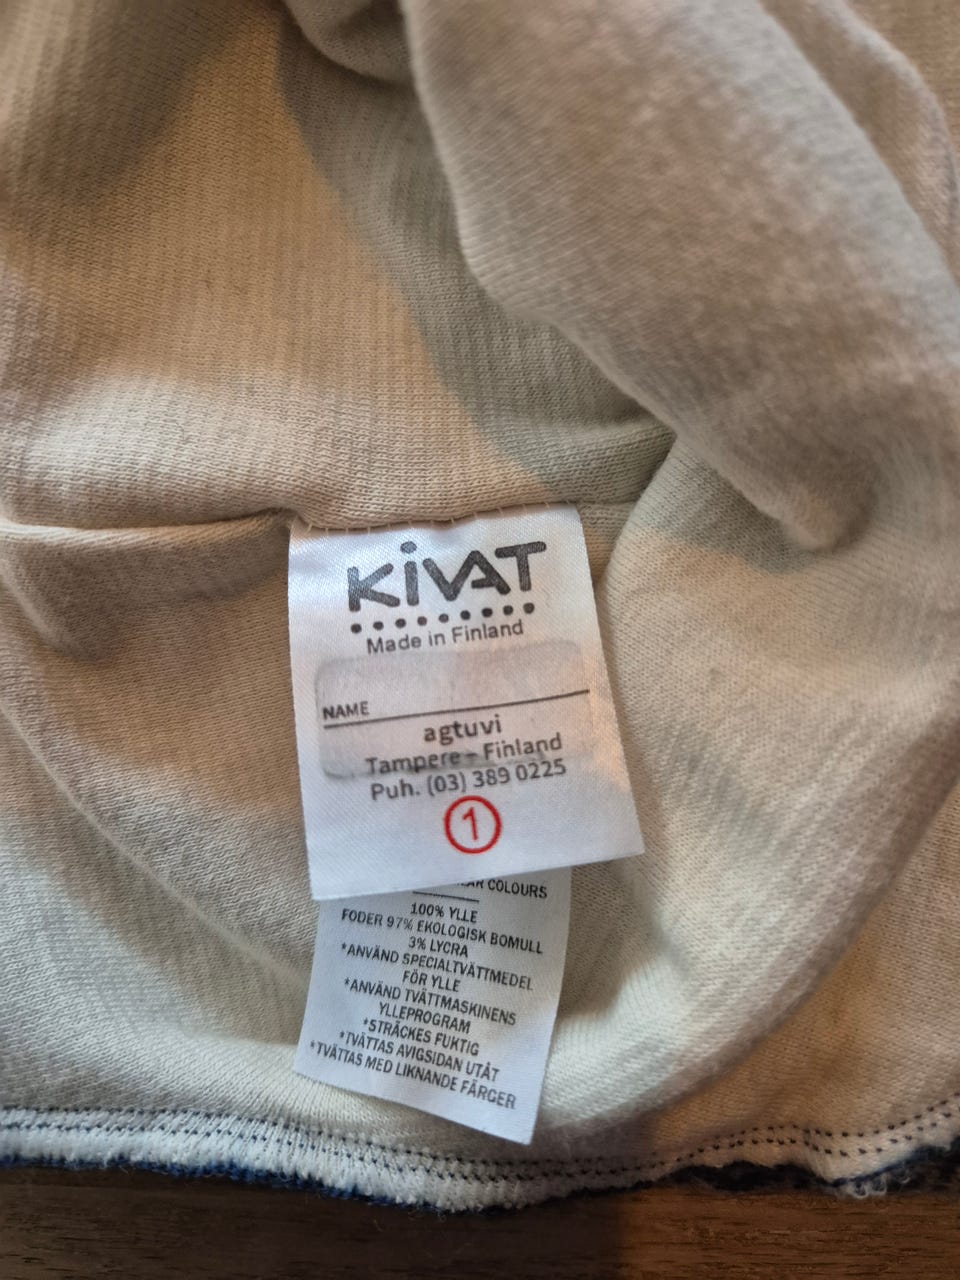 KiVAT
Made in Finland
NAME
agtuvi
Tampere - Finland
Puh. (03) 389 0225
1
COLOURS
100% YLLE
FODER 97% EKOLOGISK BOMULL
3% LYCRA
*ANVÄND SPECIALTVÄTTMEDEL
FÖR YLLE
*ANVÄND TVÄTTMASKINENS
YLLEPROGRAM
*STRÄCKES FUKTIG
*TVÄTTAS AVIGSIDAN UTÅT
*TVÄTTAS MED LIKNANDE FÄRGER